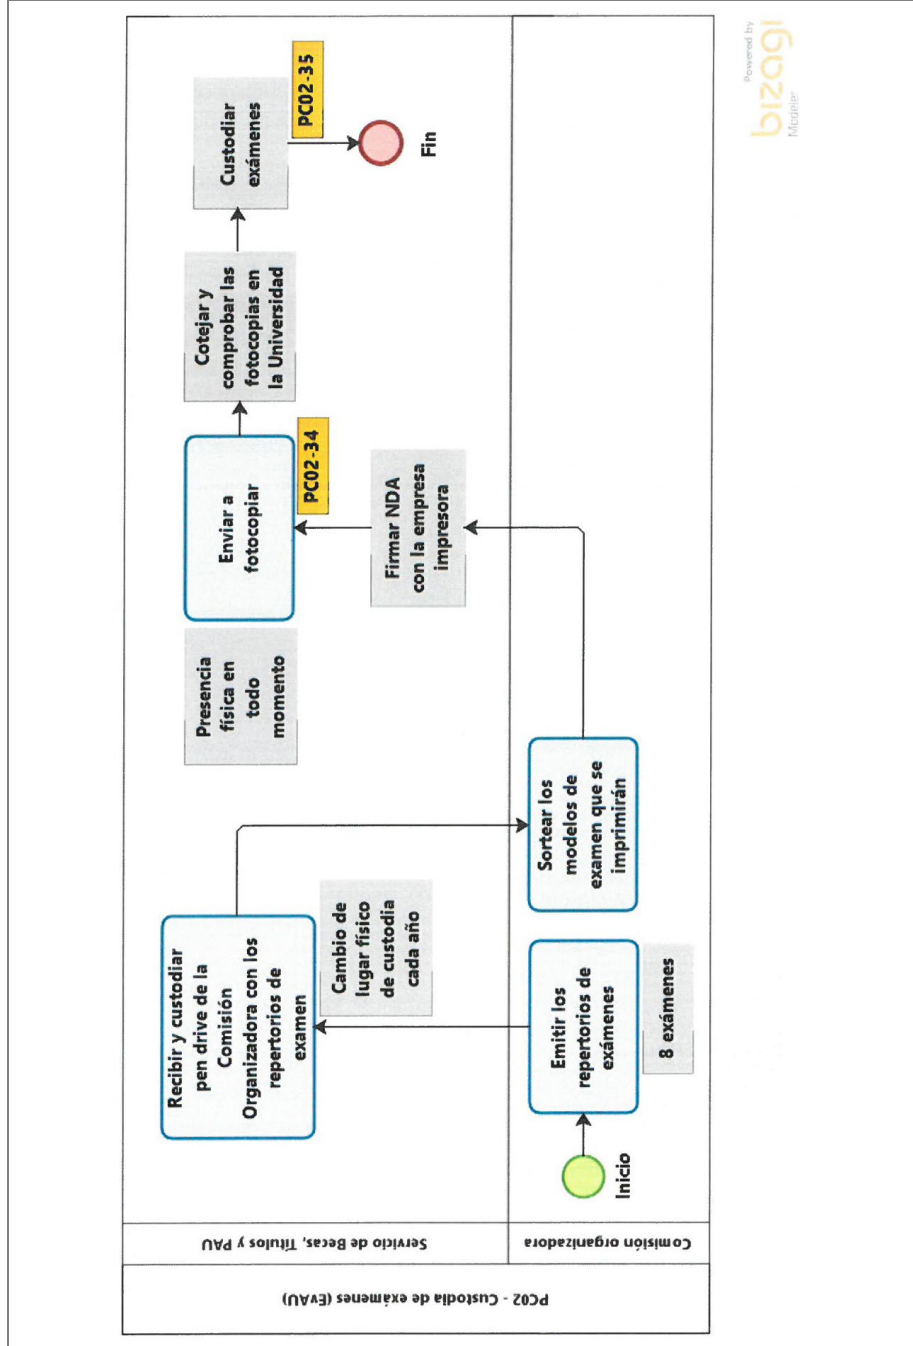 PC02 - Custodia de exámenes (EvAU)
Servicio de Becas, Títulos y PAU
Comisión organizadora
Inicio
Emitir los
repertorios de
exámenes
8 exámenes
Recibir y custodiar
pen drive de la
Comisión
Organizadora con los
repertorios de
examen
Cambio de
lugar físico
de custodia
cada año
Sortear los
modelos de
examen que se
imprimirán
Firmar NDA
con la empresa
impresora
Presencia
física en
todo
momento
Enviar a
fotocopiar
PC02-34
Cotejar y
comprobar las
fotocopias en
la Universidad
Custodiar
exámenes
PC02-35
Fin
Powered by
bizagi
Modeler